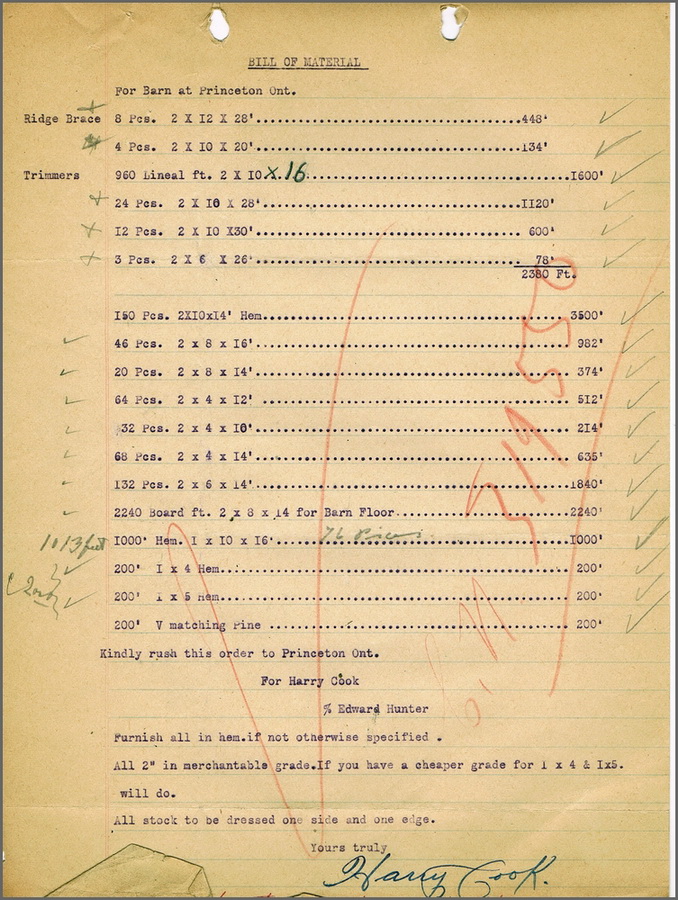 BILL OF MATERIAL
For Barn at Princeton Ont.
Ridge Brace 8 Pcs. 2 X 12 X 28'........448'
4 Pcs. 2 X 10 X 20'........134'
Trimmers 960 Lineal ft. 2 X 10 X 16........1600'
24 Pcs. 2 X 10 X 28'........1120'
12 Pcs. 2 X 10 X30'........600'
3 Pcs. 2 X 6 X 26'........78'
2380 Ft.
150 Pcs. 2X10x14' Hem........3500'
46 Pcs. 2 x 8 x 16'........982'
20 Pcs. 2 x 8 x 14'........374'
64 Pcs. 2 x 4 x 12'........512'
32 Pcs. 2 x 4 x 10'........214'
68 Pcs. 2 x 4 x 14'........635'
132 Pcs. 2 x 6 x 14'........1840'
2240 Board ft. 2 x 8 x 14 for Barn Floor........2240'
1013 feet 1000' Hem. 1 x 10 x 16'........76 Pieces........1000'
200' I x 4 Hem........200'
200' I x 5 Hem........200'
200' V matching Pine ........200'
Kindly rush this order to Princeton Ont.
For Harry Cook
% Edward Hunter
Furnish all in hem.if not otherwise specified .
All 2" in merchantable grade.If you have a cheaper grade for 1 x 4 & Ix5.
will do.
All stock to be dressed one side and one edge.
Yours truly
Harry Cook.